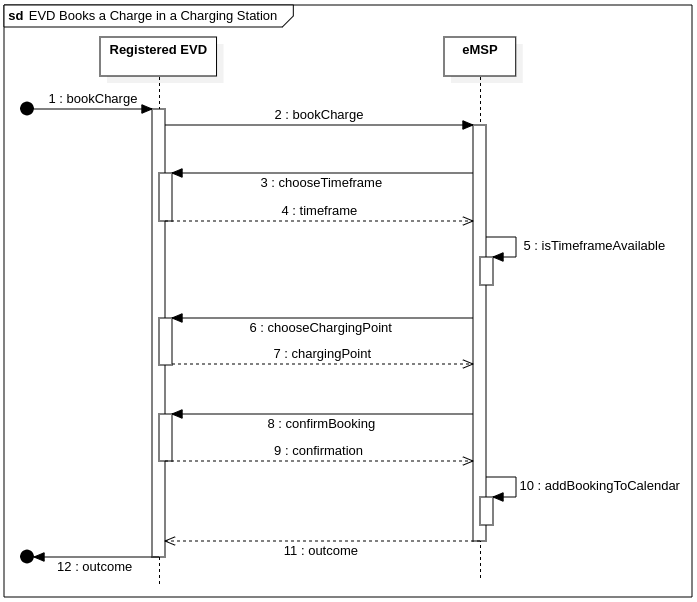 sd EVD Books a Charge in a Charging Station
Registered EVD
eMSP
1 : bookCharge
2 : bookCharge
3 : chooseTimeframe
4 : timeframe
5 : isTimeframeAvailable
6 : chooseChargingPoint
7 : chargingPoint
8 : confirmBooking
9 : confirmation
10 : addBookingToCalendar
11 : outcome
12 : outcome